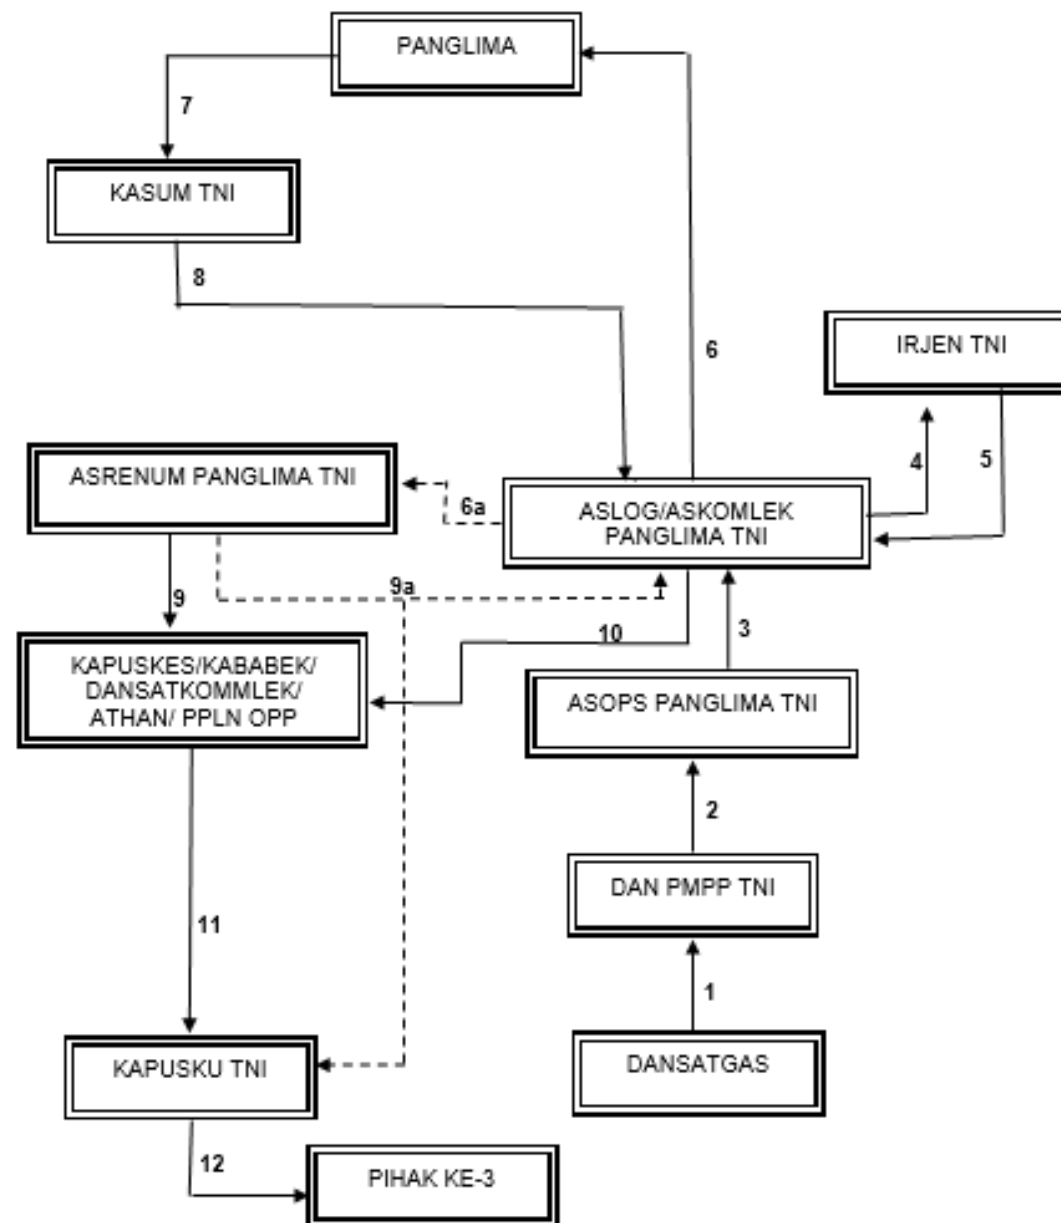 PANGLIMA
7
KASUM TNI
8
6
IRJEN TNI
4
5
ASRENUM PANGLIMA TNI
6a
ASLOG/ASKOMLEK
PANGLIMA TNI
9
9a
10
3
KAPUSKES/KABABEK/
DANSATKOMMLEK/
ATHAN/ PPLN OPP
ASOPS PANGLIMA TNI
2
DAN PMPP TNI
11
1
KAPUSKU TNI
DANSATGAS
12
PIHAK KE-3